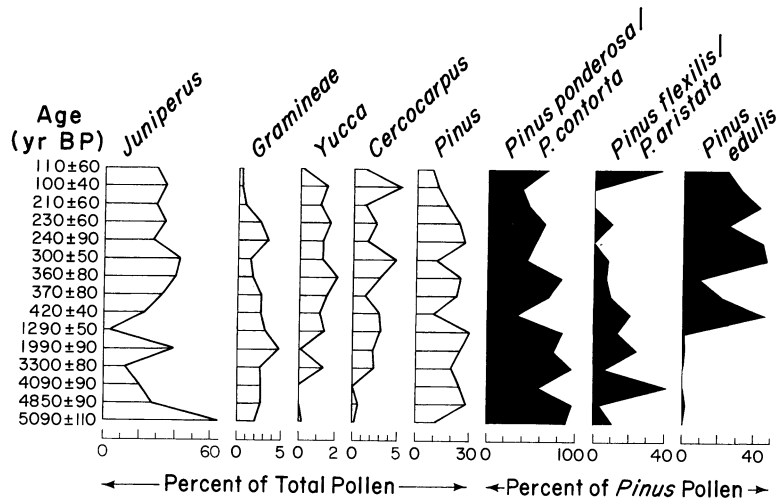 Age
(yr BP)
Juniperus
Gramineae
Yucca
Cercocarpus
Pinus
Pinus ponderosa/
P. contorta
Pinus flexilis/
P. aristata
Pinus
edulis
110±60
100±40
210±60
230±60
240±90
300±50
360±80
370±80
420±40
1290±50
1990±90
3300±80
4090±90
4850±90
5090±110
0 60
0 5
0 2
0 5
0 30
0 100
0 40
0 40
Percent of Total Pollen
Percent of Pinus Pollen